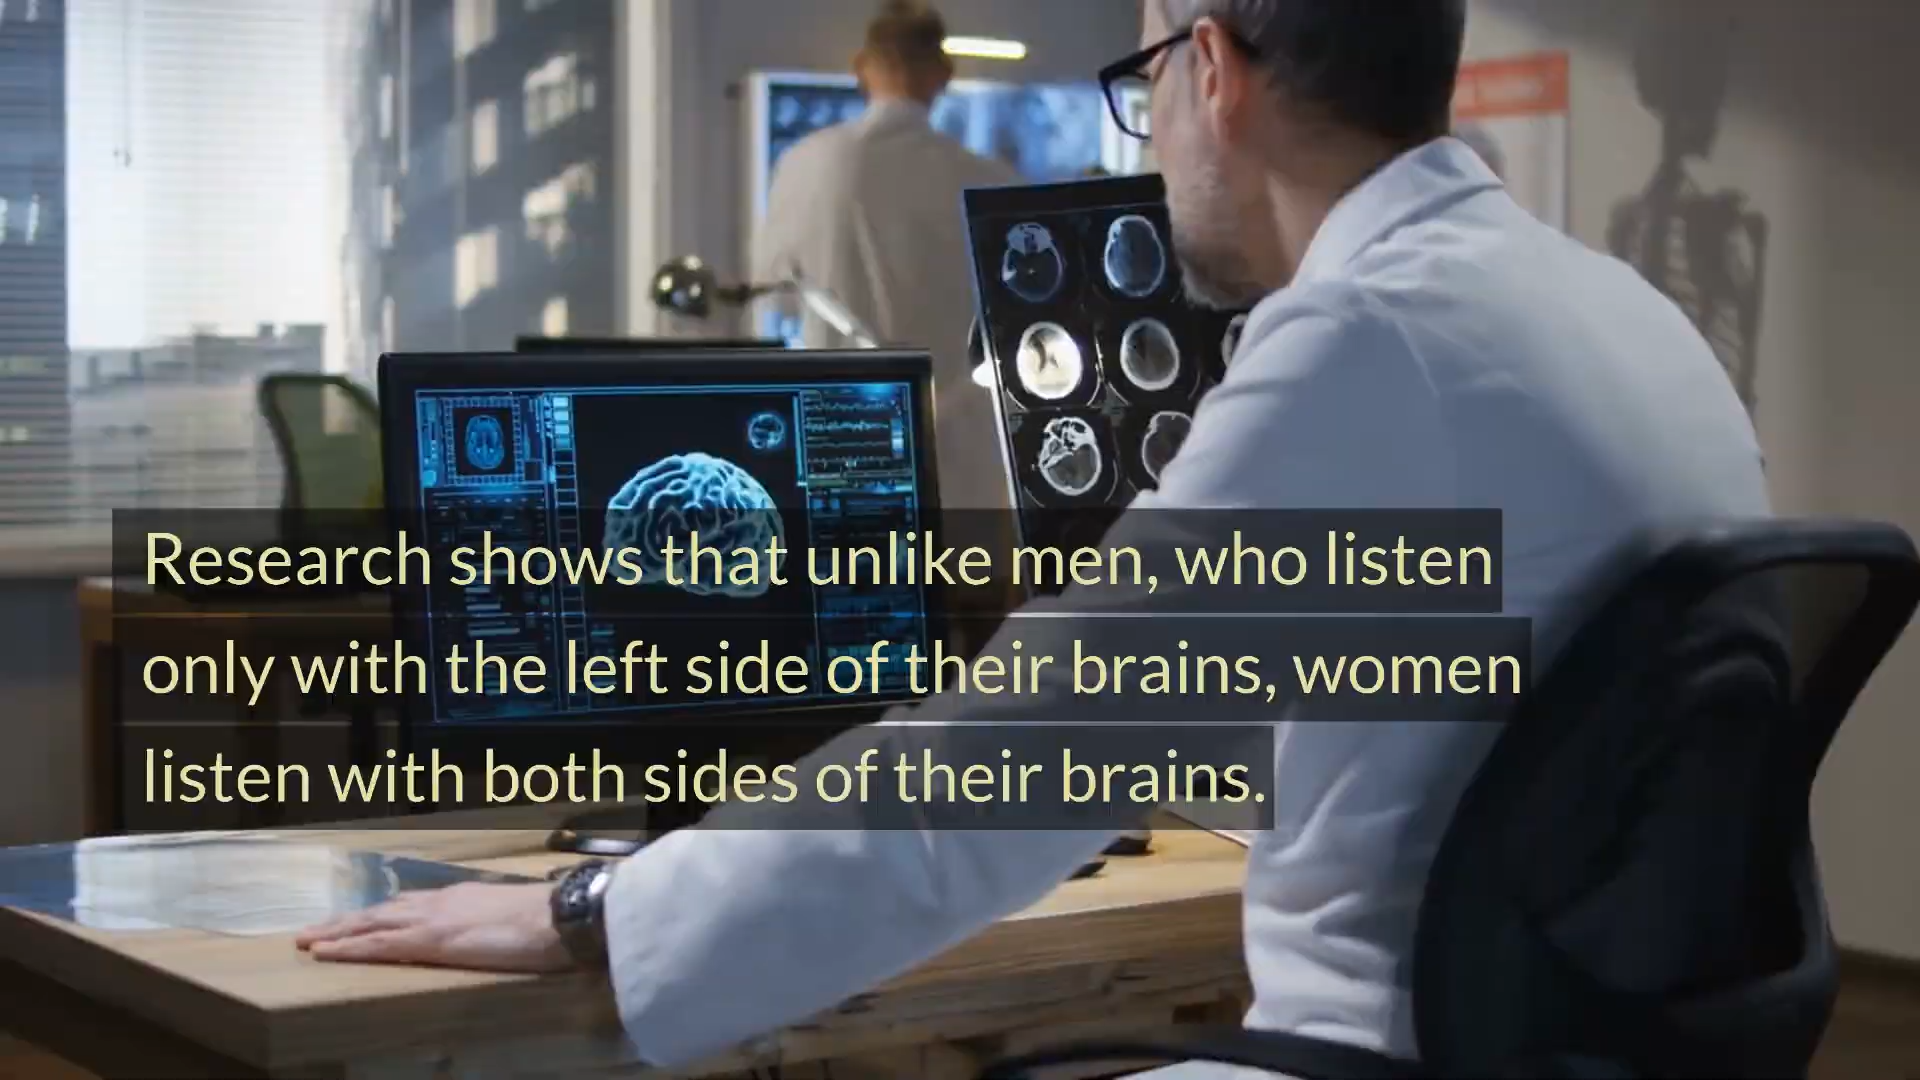 Research shows that unlike men, who listen
only with the left side of their brains, women
listen with both sides of their brains.